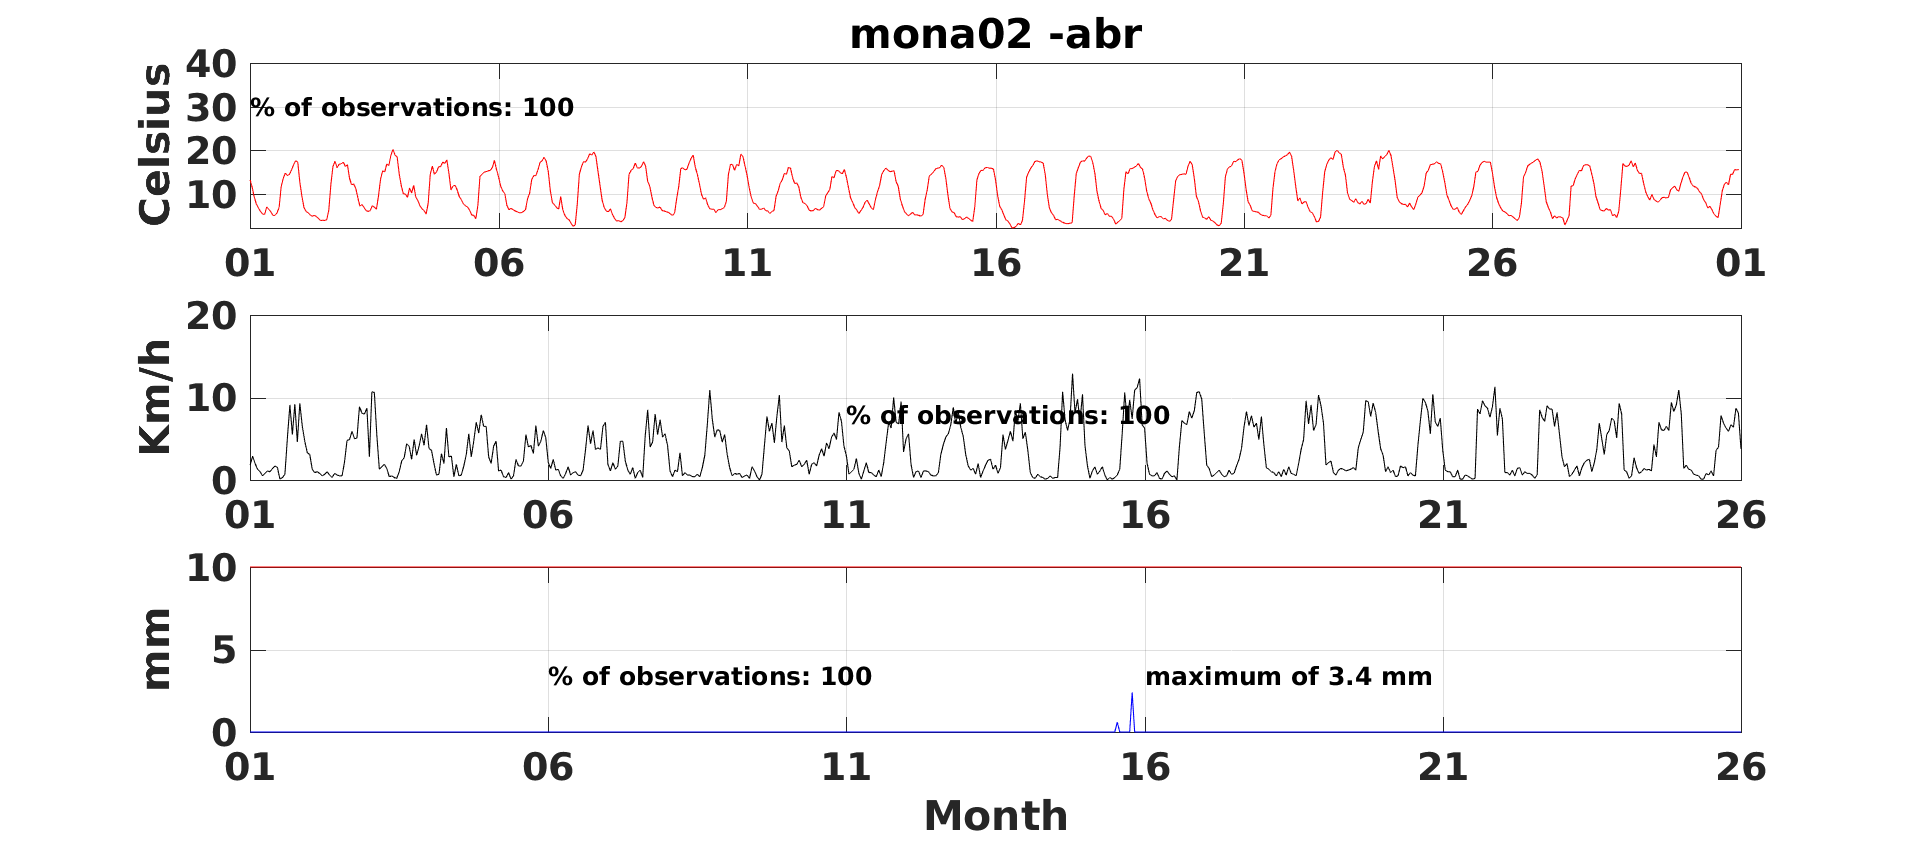 mona02 -abr
Celsius
40
30
20
10
% of observations: 100
01 06 11 16 21 26 01
Km/h
20
10
0
% of observations: 100
01 06 11 16 21 26
mm
10
5
0
% of observations: 100 maximum of 3.4 mm
01 06 11 16 21 26
Month